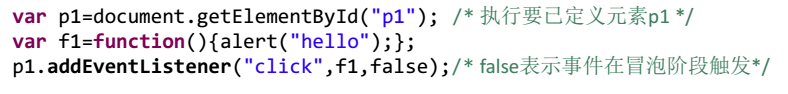 var p1=document.getElementById("p1"); /* 执行要已定义元素p1 */
var f1=function(){alert("hello");};
p1.addEventListener("click",f1,false);/* false表示事件在冒泡阶段触发*/